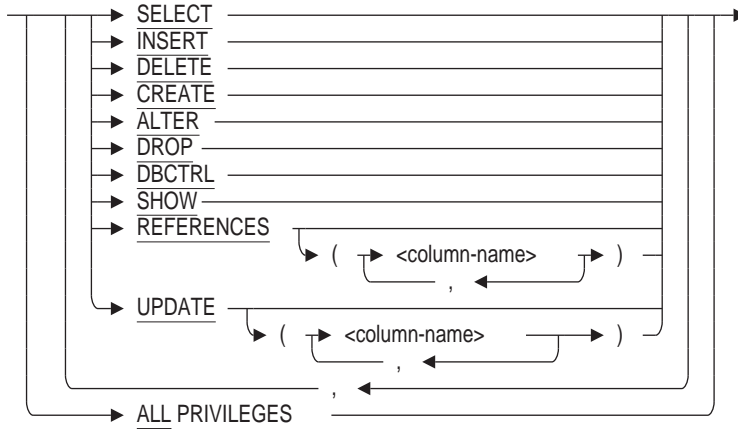 SELECT
INSERT
DELETE
CREATE
ALTER
DROP
DBCTRL
SHOW
REFERENCES
( <column-name> )
,
UPDATE
( <column-name> )
,
,
ALL PRIVILEGES